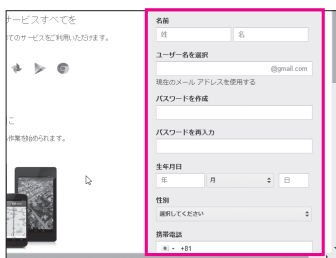 サービスすべてを
てのサービスをご利用いただけます。
こ
作業を始められます。
名前
姓 名
ユーザー名を選択
@gmail.com
現在のメール アドレスを使用する
パスワードを作成
パスワードを再入力
生年月日
年 月 日
性別
選択してください
携帯電話
+81